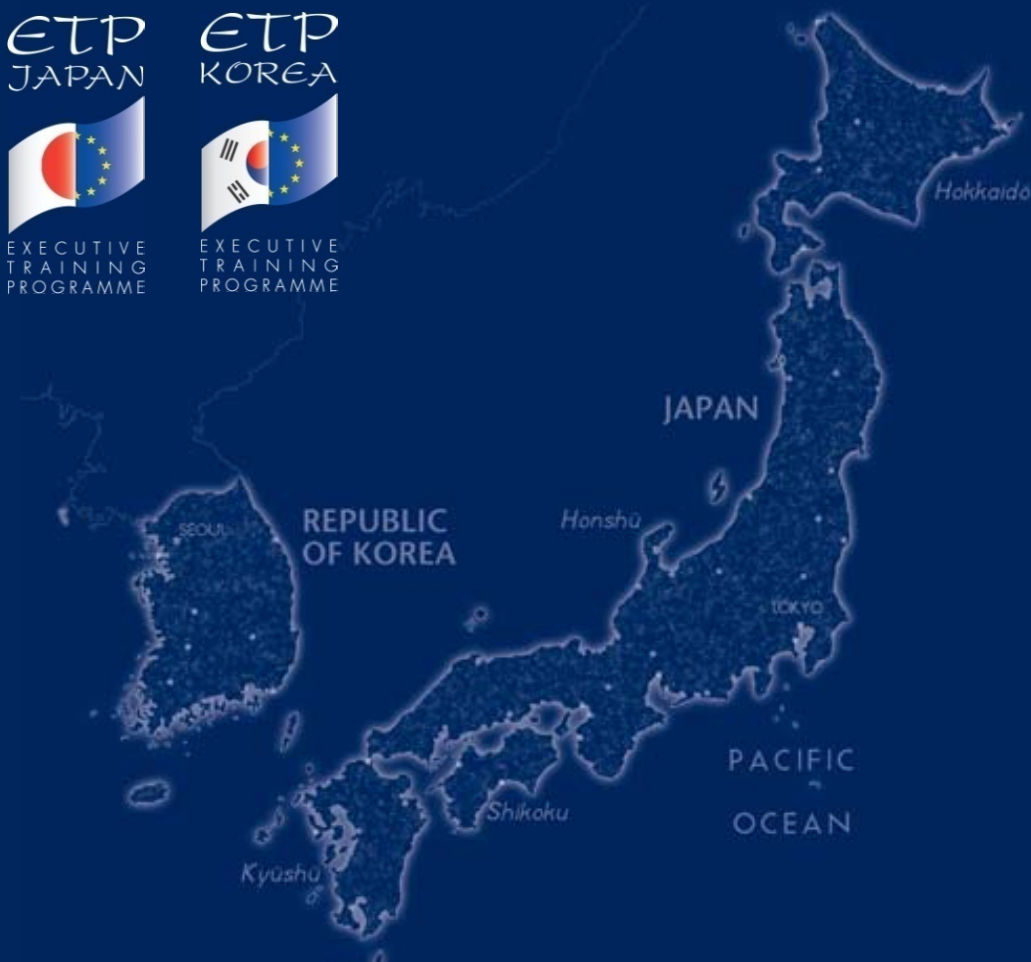 ETP
JAPAN
EXECUTIVE
TRAINING
PROGRAMME
ETP
KOREA
EXECUTIVE
TRAINING
PROGRAMME
Hokkaidō
JAPAN
Honshū
REPUBLIC
OF KOREA
SEOUL
TOKYO
PACIFIC
OCEAN
Shikoku
Kyūshū